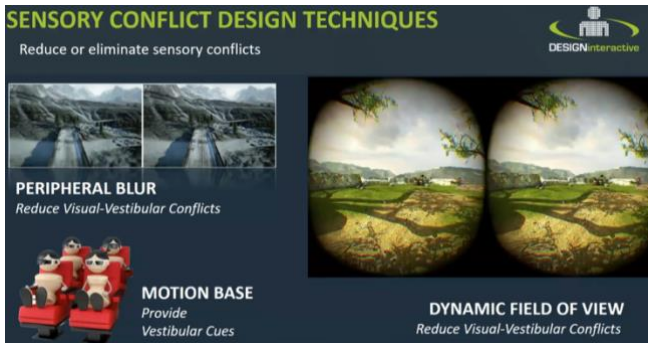 SENSORY CONFLICT DESIGN TECHNIQUES
Reduce or eliminate sensory conflicts
DESIGNinteractive
PERIPHERAL BLUR
Reduce Visual-Vestibular Conflicts
MOTION BASE
Provide
Vestibular Cues
DYNAMIC FIELD OF VIEW
Reduce Visual-Vestibular Conflicts